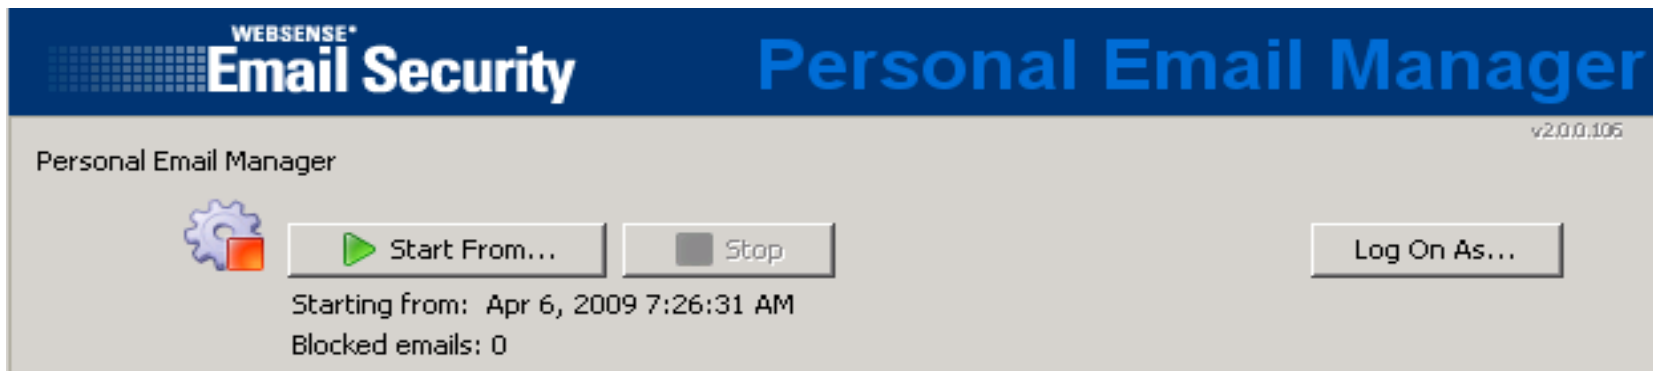 WEBSENSE
Email Security
Personal Email Manager
v2.0.0.105
Personal Email Manager
Start From...
Stop
Log On As...
Starting from: Apr 6, 2009 7:26:31 AM
Blocked emails: 0